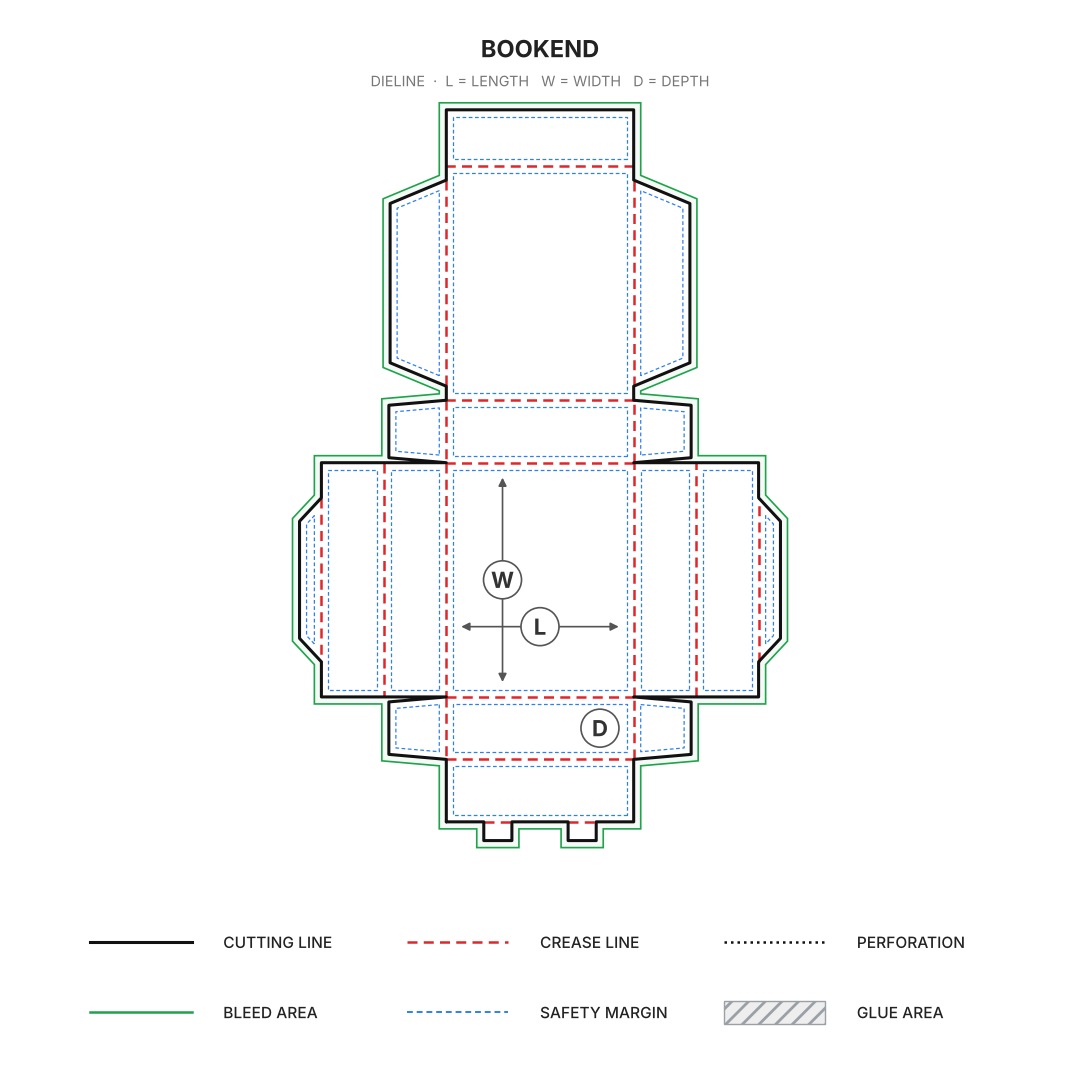 BOOKEND
DIELINE · L = LENGTH W = WIDTH D = DEPTH
W
L
D
CUTTING LINE
CREASE LINE
PERFORATION
BLEED AREA
SAFETY MARGIN
GLUE AREA